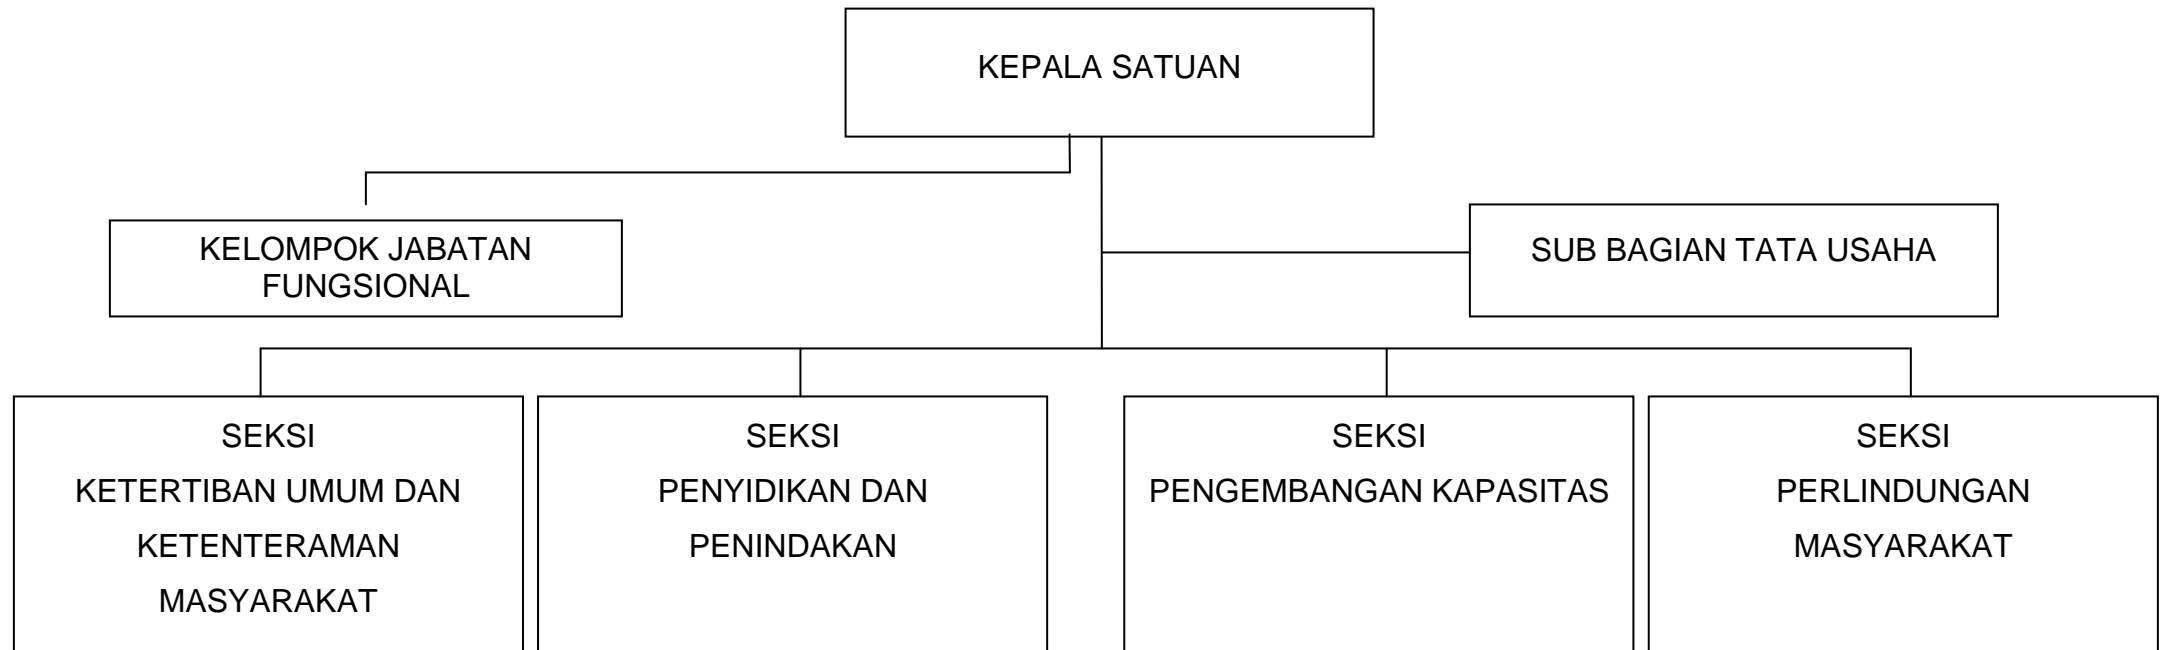 KEPALA SATUAN
KELOMPOK JABATAN
FUNGSIONAL
SUB BAGIAN TATA USAHA
SEKSI
KETERTIBAN UMUM DAN
KETENTERAMAN
MASYARAKAT
SEKSI
PENYIDIKAN DAN
PENINDAKAN
SEKSI
PENGEMBANGAN KAPASITAS
SEKSI
PERLINDUNGAN
MASYARAKAT